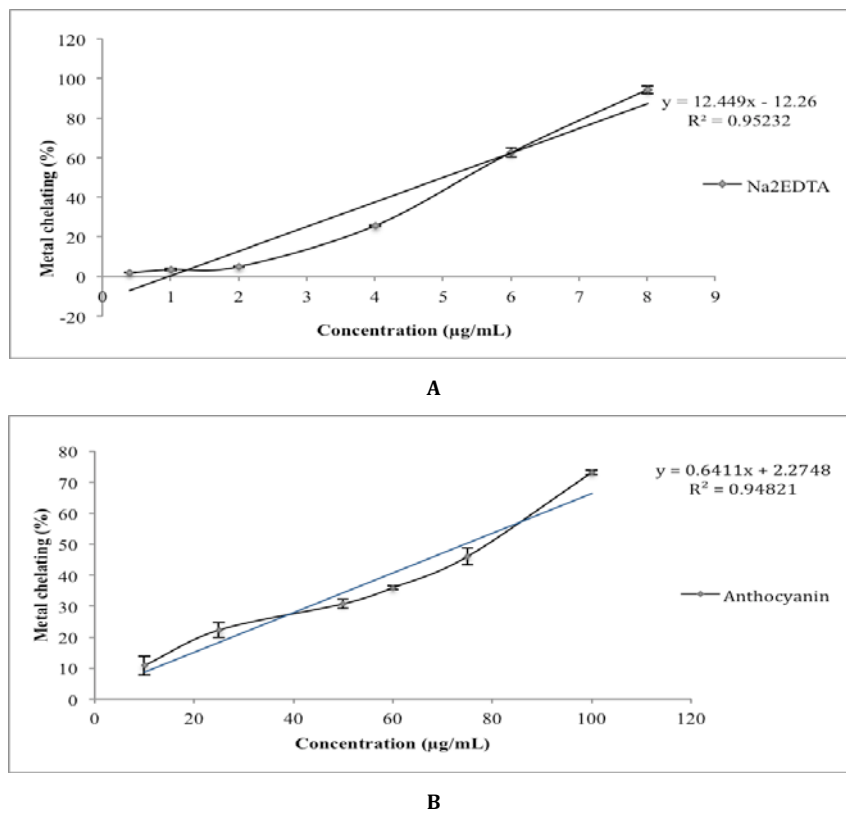 120
100
80
60
40
20
0
-20
0 1 2 3 4 5 6 7 8 9
Metal chelating (%)
Concentration (µg/mL)
y = 12.449x - 12.26
R² = 0.95232
Na2EDTA
A
80
70
60
50
40
30
20
10
0
0 20 40 60 80 100 120
Metal chelating (%)
Concentration (µg/mL)
y = 0.6411x + 2.2748
R² = 0.94821
Anthocyanin
B